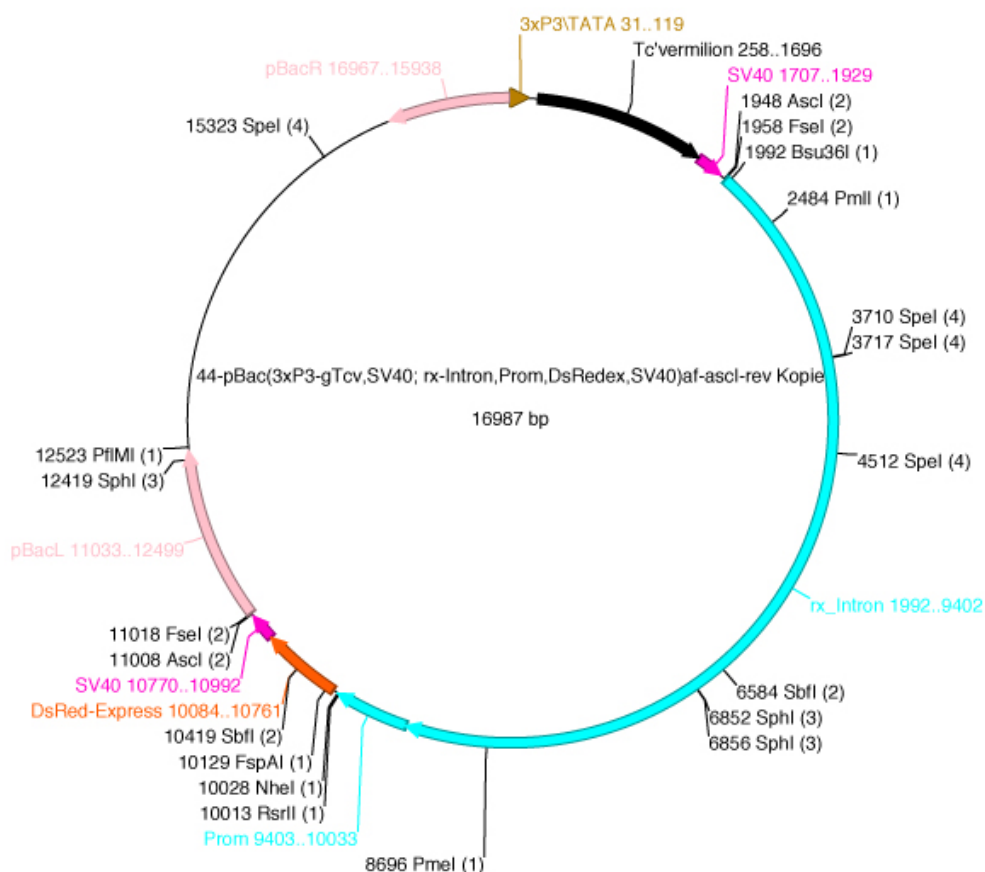 3xP3\TATA 31..119
Tc'vermilion 258..1696
pBacR 16967..15938
SV40 1707..1929
1948 AscI (2)
15323 SpeI (4)
1958 FseI (2)
1992 Bsu36I (1)
2484 PmlI (1)
3710 SpeI (4)
3717 SpeI (4)
44-pBac(3xP3-gTcv,SV40; rx-Intron,Prom,DsRedex,SV40)af-ascI-rev Kopie
16987 bp
12523 PflMI (1)
4512 SpeI (4)
12419 SphI (3)
pBacL 11033..12499
rx_Intron 1992..9402
11018 FseI (2)
11008 AscI (2)
SV40 10770..10992
6584 SbfI (2)
DsRed-Express 10084..10761
6852 SphI (3)
10419 SbfI (2)
6856 SphI (3)
10129 FspAI (1)
10028 NheI (1)
10013 RsrII (1)
Prom 9403..10033
8696 PmeI (1)